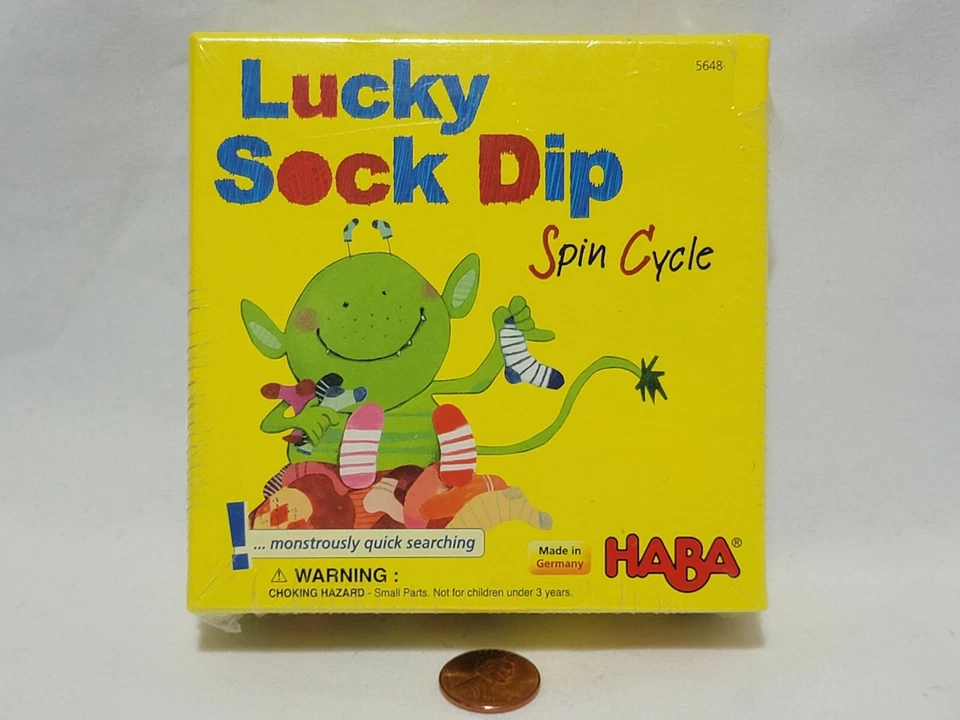 5648
Lucky
Sock Dip
Spin Cycle
! ... monstrously quick searching
Made in
Germany
HABA®
⚠ WARNING :
CHOKING HAZARD - Small Parts. Not for children under 3 years.